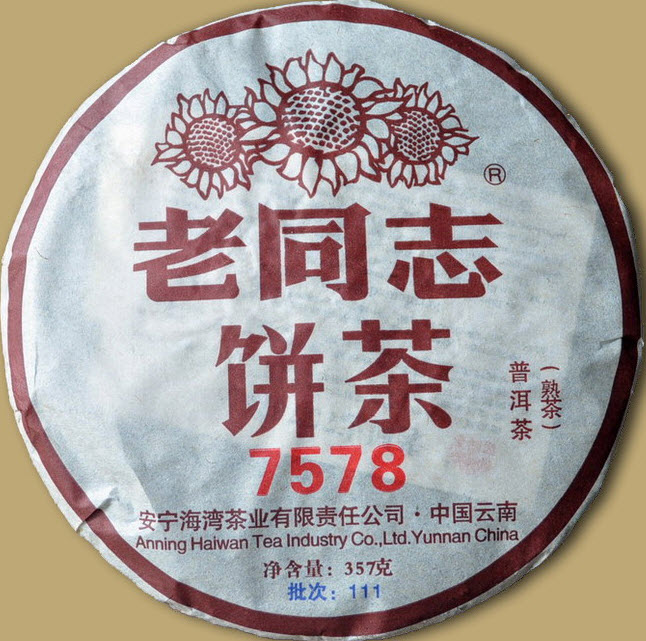 ®
老同志
饼茶
普洱茶
(熟茶)
7578
安宁海湾茶业有限责任公司·中国云南
Anning Haiwan Tea Industry Co.,Ltd.Yunnan China
净含量：357克
批次：111